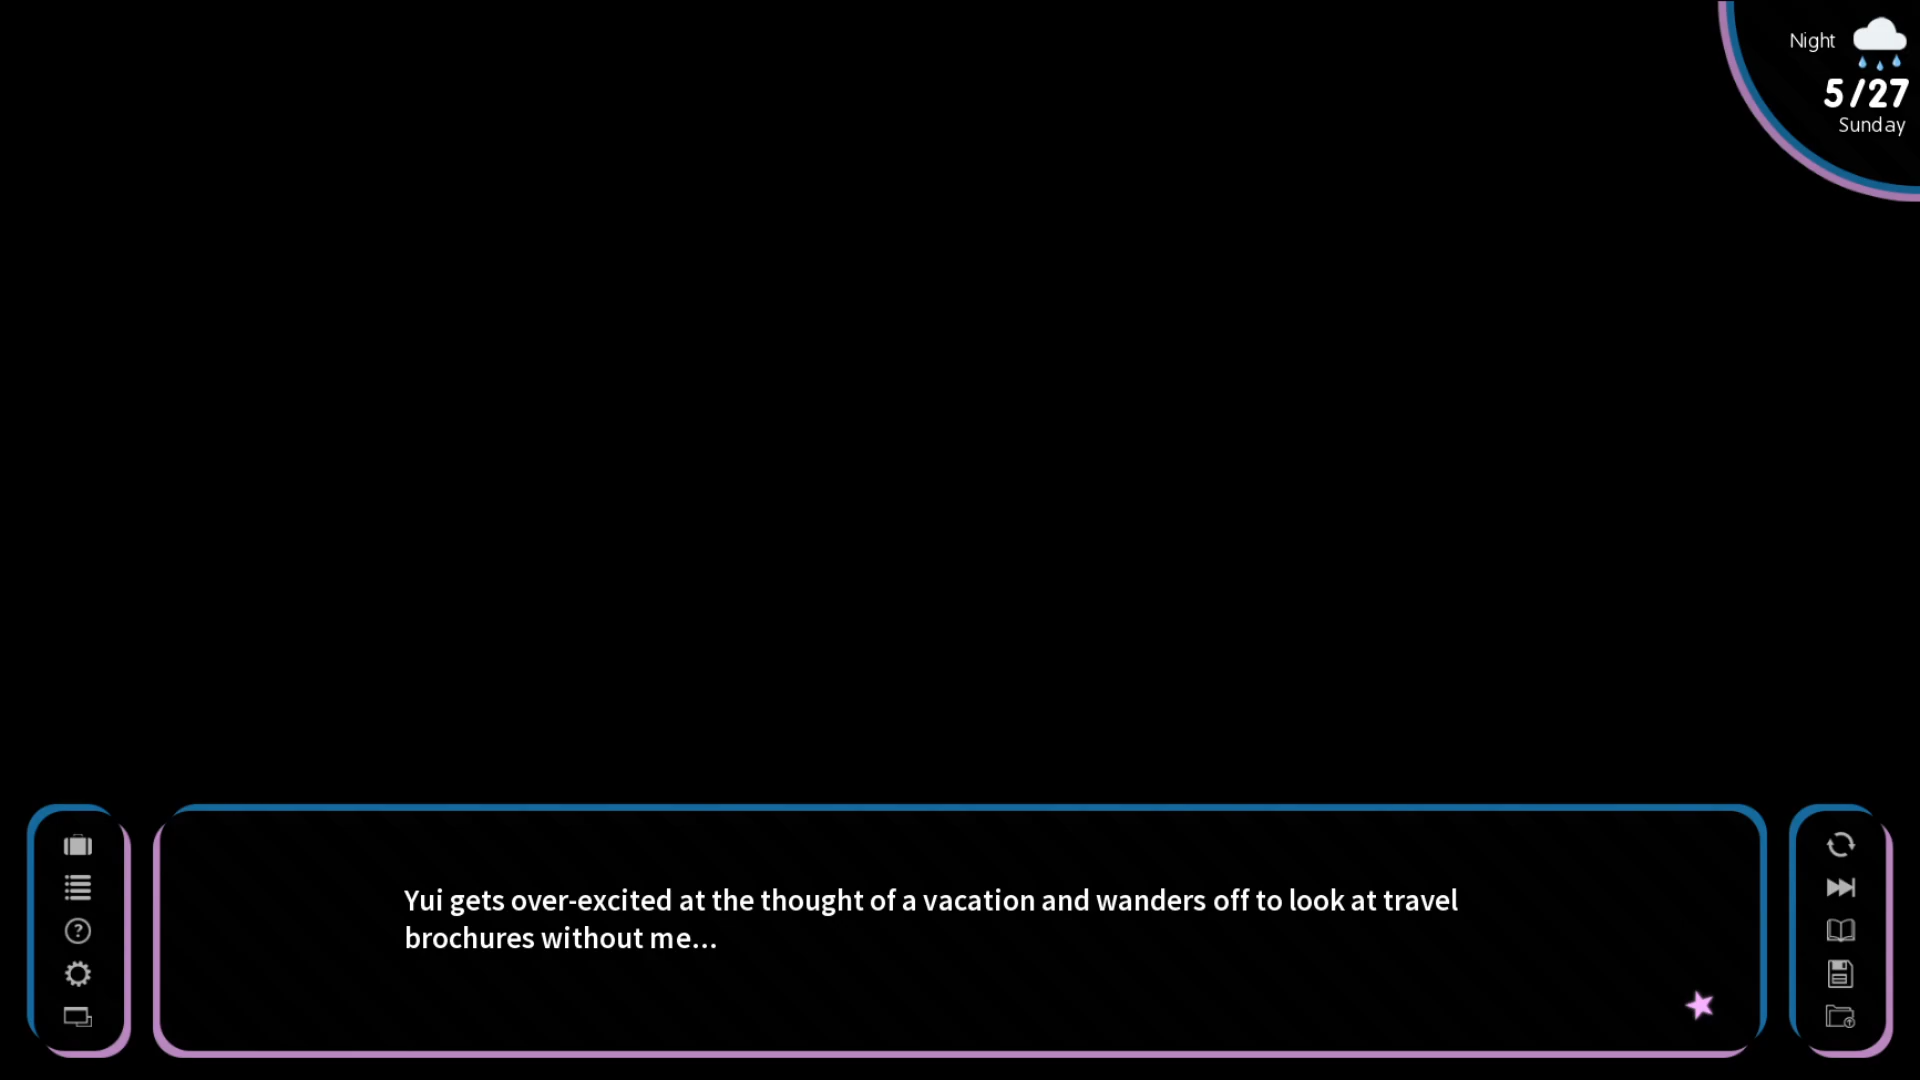 Night
5/27
Sunday
Yui gets over-excited at the thought of a vacation and wanders off to look at travel
brochures without me...